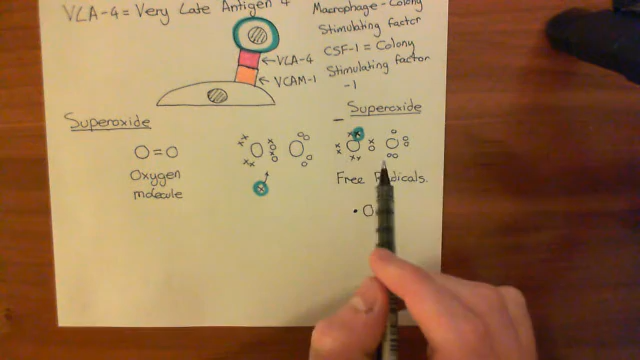 VLA-4 = Very Late Antigen 4
Macrophage - Colony
Stimulating factor
CSF-1 = Colony
Stimulating factor
-1
← VLA-4
← VCAM-1
Superoxide
O=O
Oxygen
molecule
Superoxide
Free Radicals.